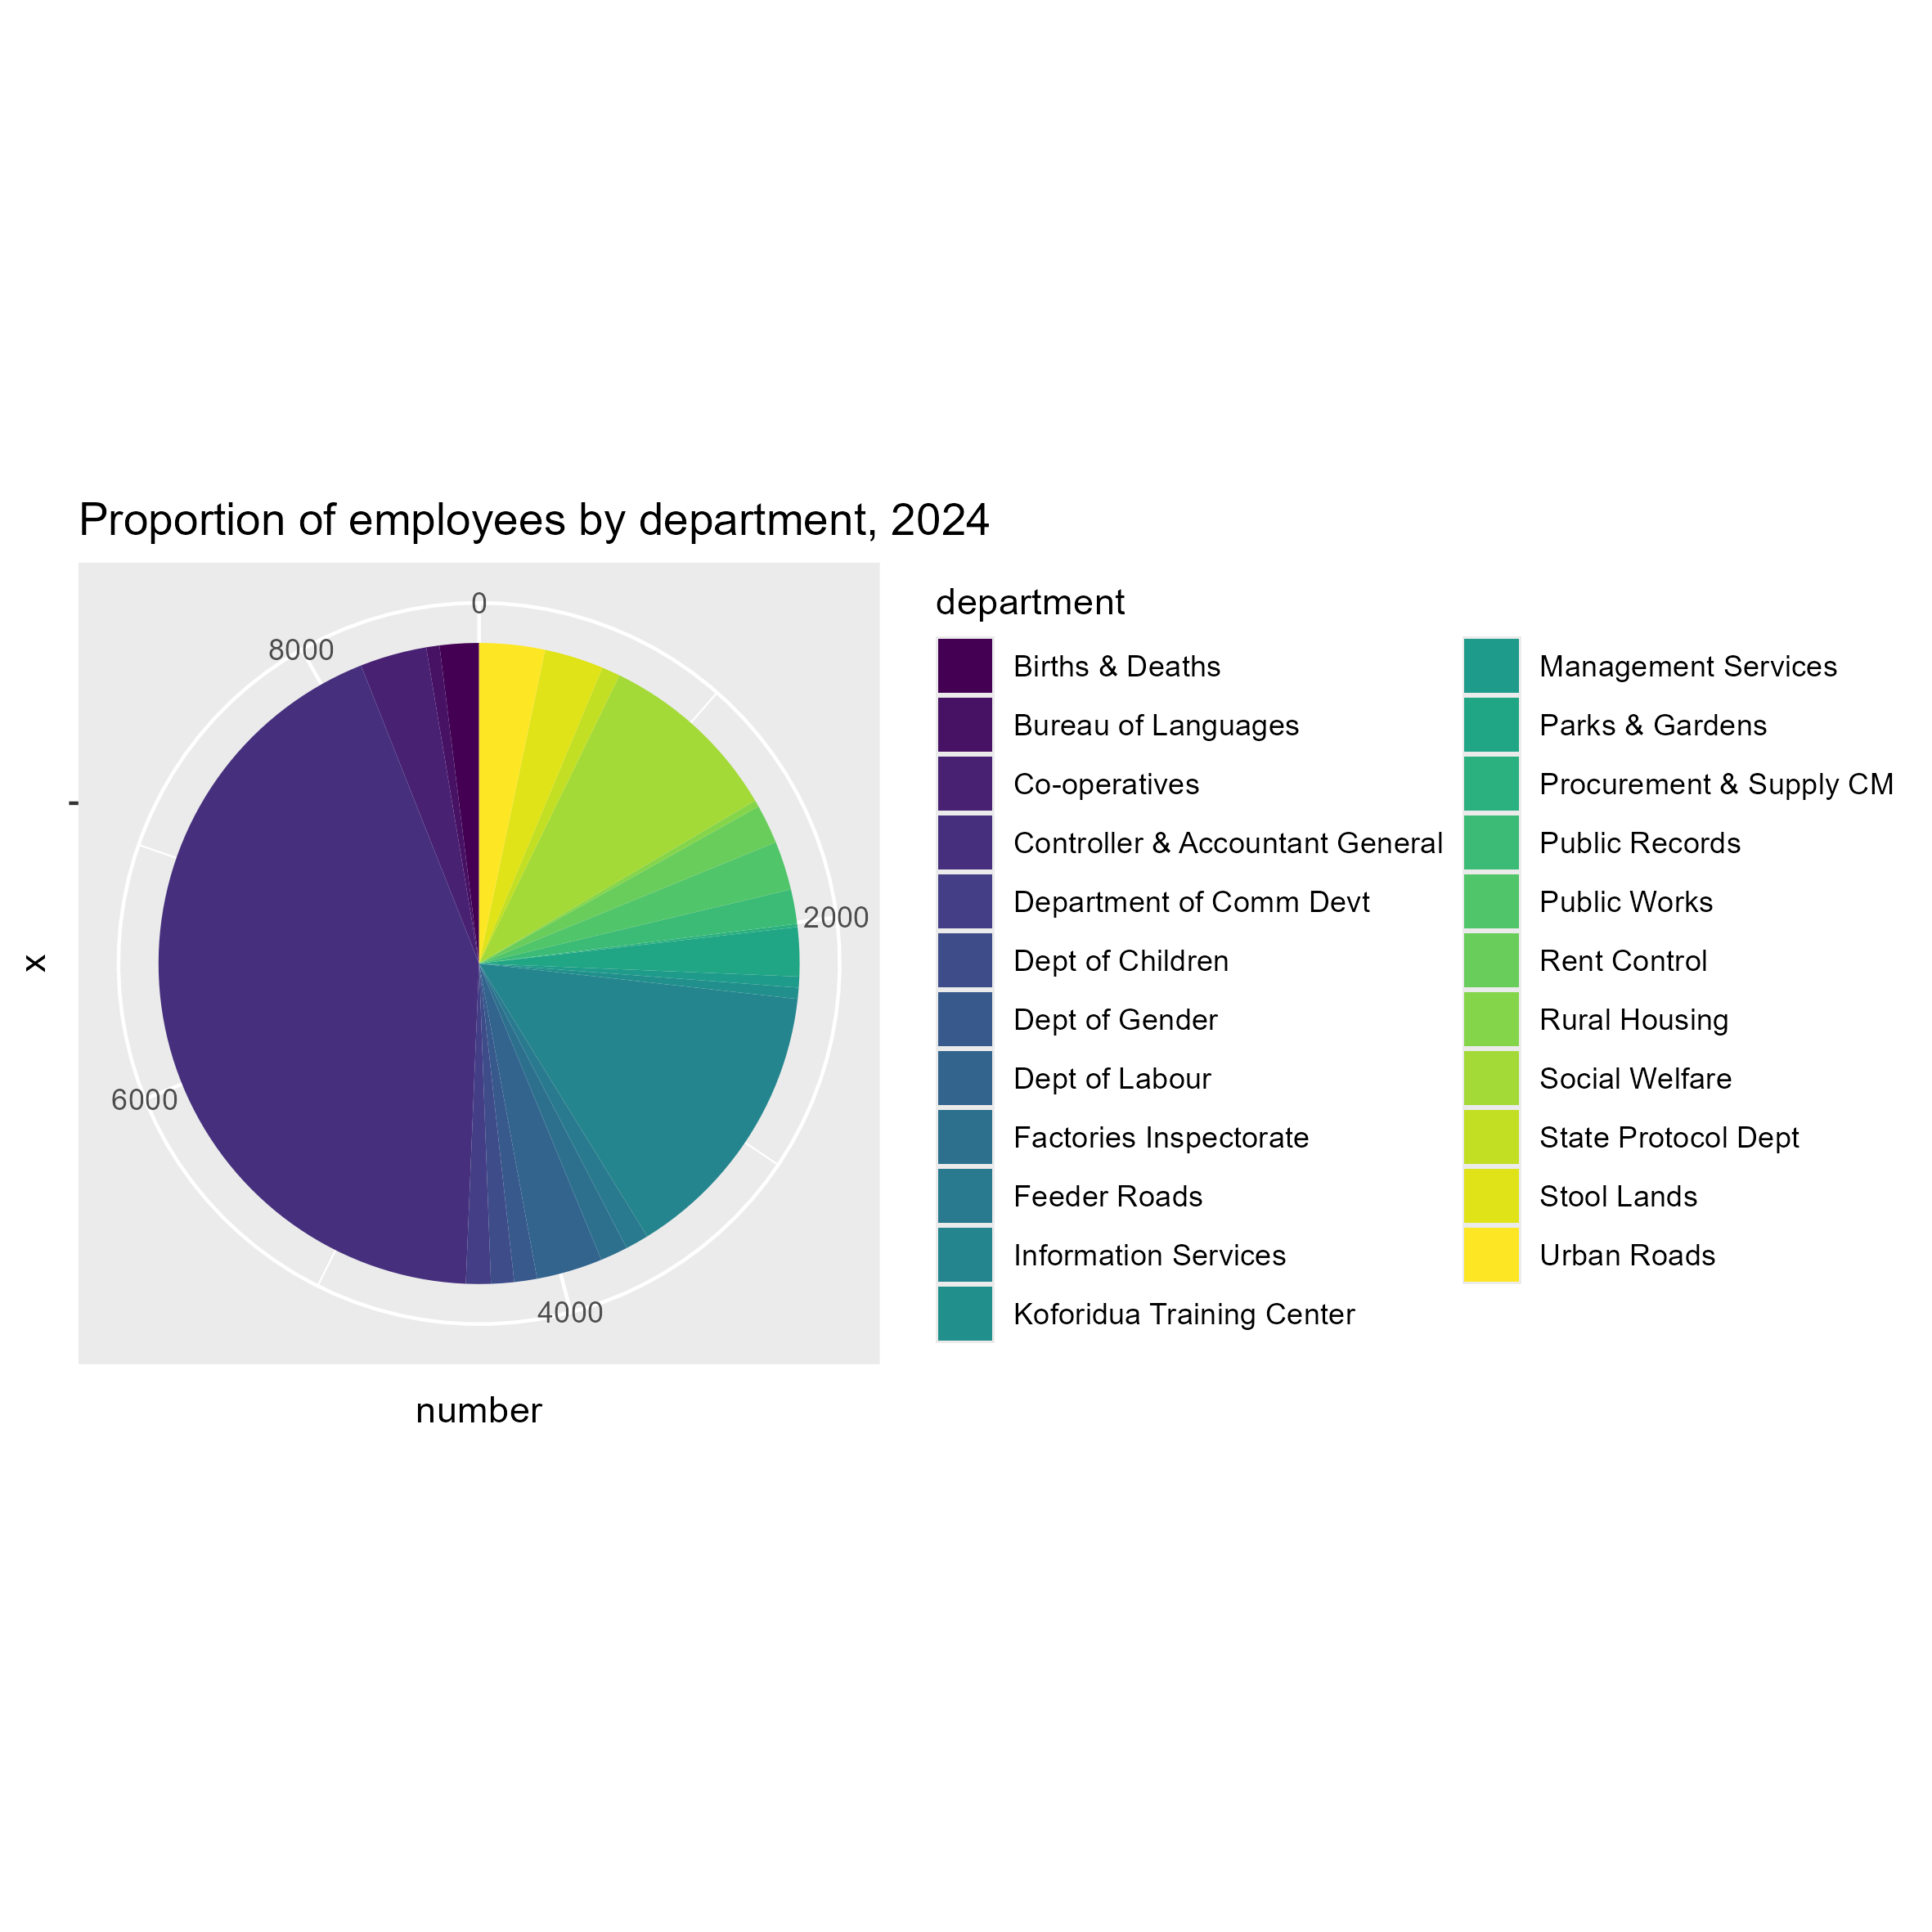 Proportion of employees by department, 2024
0
8000
2000
6000
4000
x
number
department
Births & Deaths
Bureau of Languages
Co-operatives
Controller & Accountant General
Department of Comm Devt
Dept of Children
Dept of Gender
Dept of Labour
Factories Inspectorate
Feeder Roads
Information Services
Koforidua Training Center
Management Services
Parks & Gardens
Procurement & Supply CM
Public Records
Public Works
Rent Control
Rural Housing
Social Welfare
State Protocol Dept
Stool Lands
Urban Roads